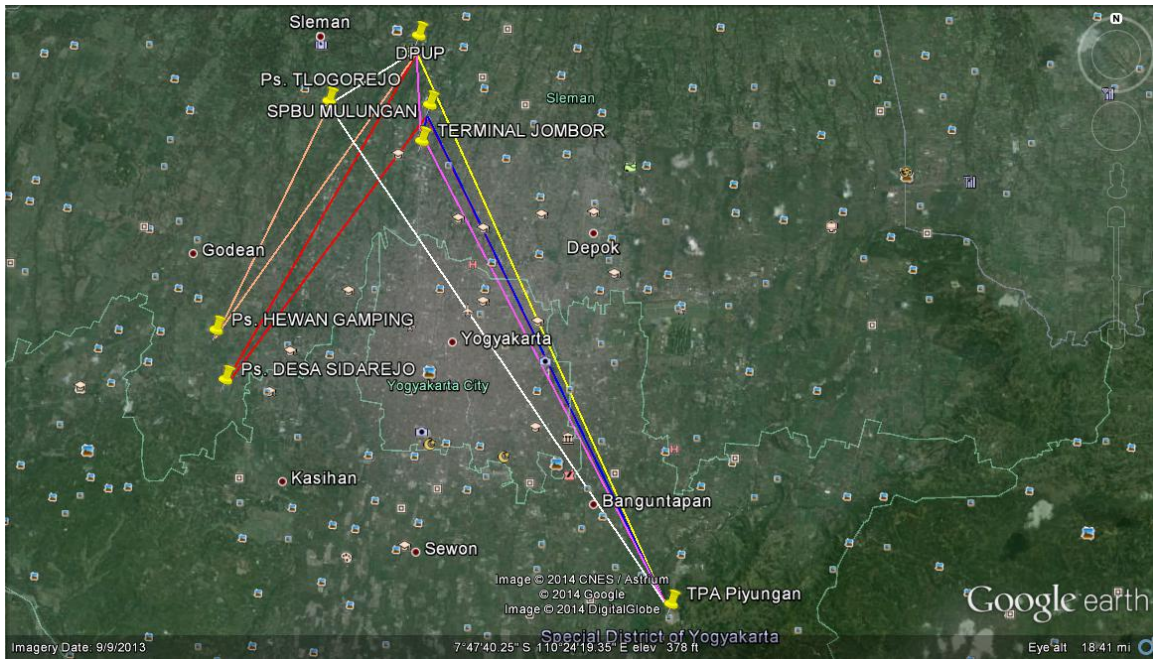 Sleman
N
DPUP
Ps. TLOGOREJO
Sleman
SPBU MULUNGAN
TERMINAL JOMBOR
Godean
Depok
H
Ps. HEWAN GAMPING
Yogyakarta
Ps. DESA SIDAREJO
Yogyakarta City
H
Kasihan
Banguntapan
Sewon
Image © 2014 CNES / Astrium
© 2014 Google
Image © 2014 DigitalGlobe
TPA Piyungan
Google earth
Special District of Yogyakarta
Imagery Date: 9/9/2013
7°47'40.25" S 110°24'19.35" E elev 378 ft
Eye alt 18.41 mi